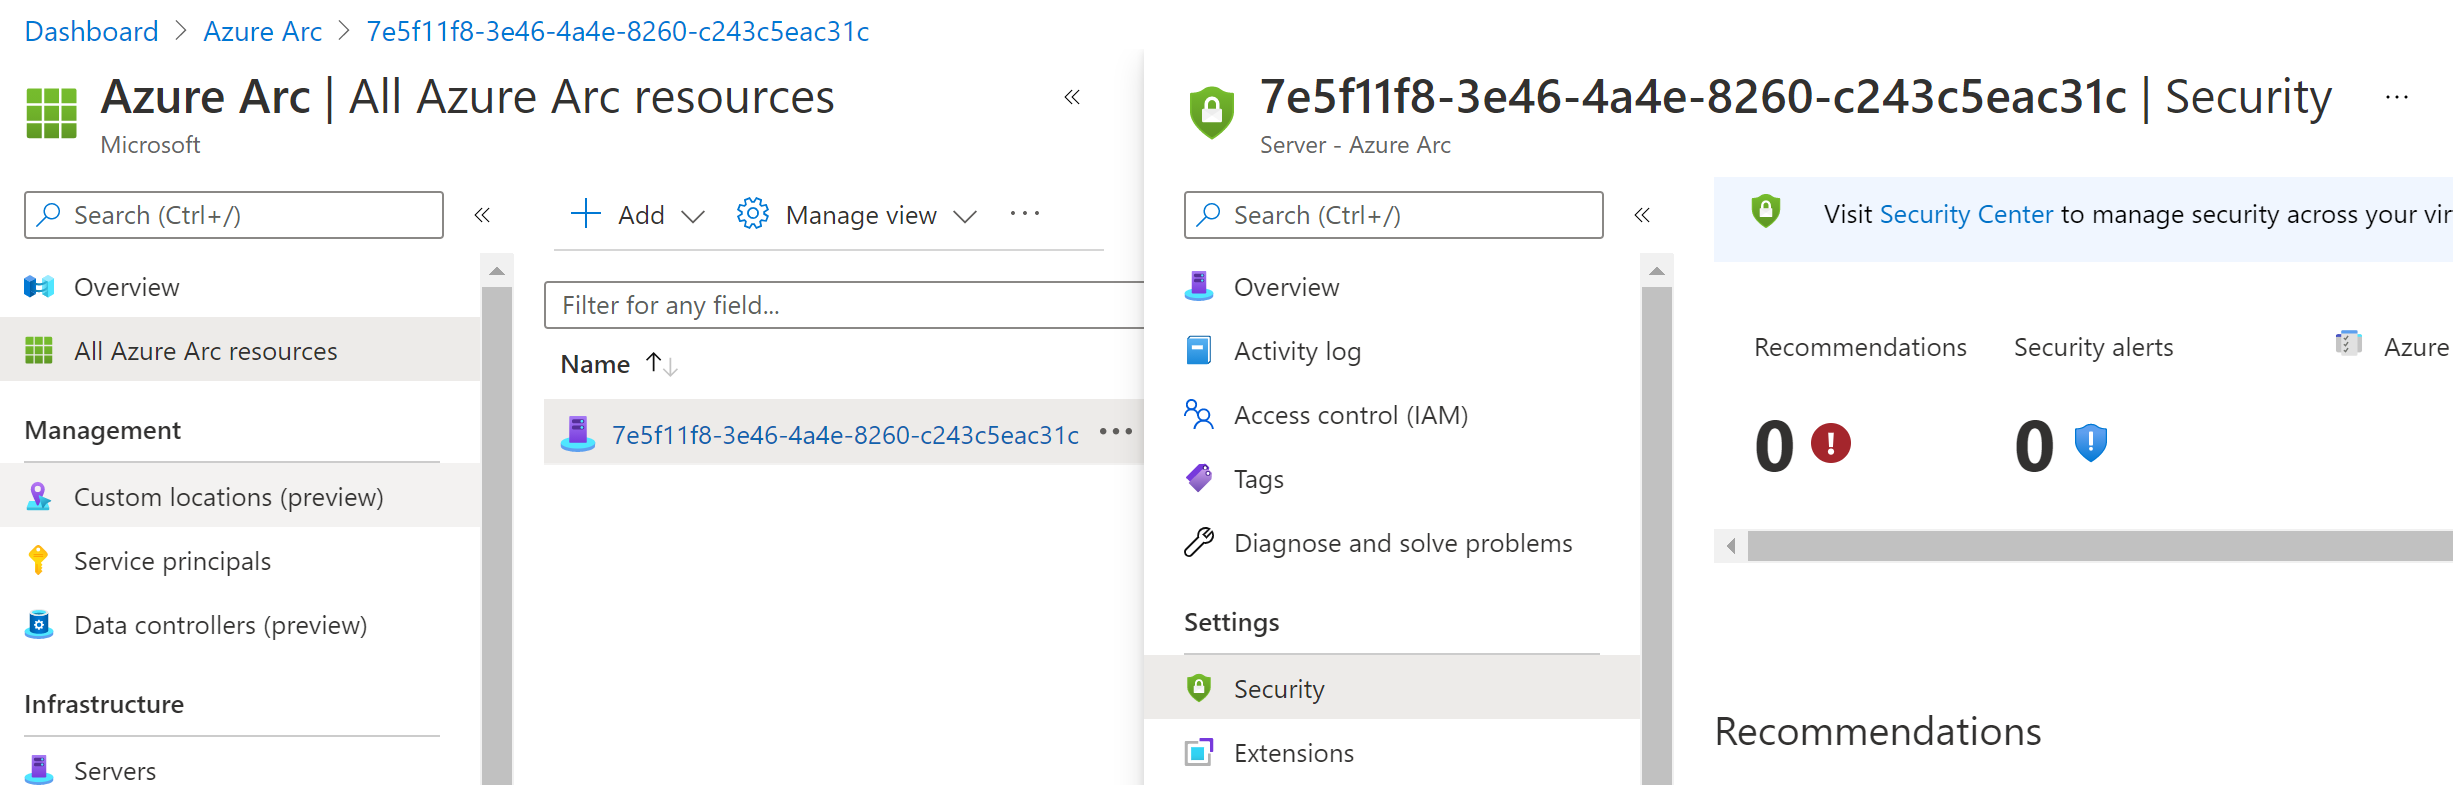 Dashboard > Azure Arc > 7e5f11f8-3e46-4a4e-8260-c243c5eac31c
Azure Arc | All Azure Arc resources
Microsoft
Search (Ctrl+/)
Overview
All Azure Arc resources
Management
Custom locations (preview)
Service principals
Data controllers (preview)
Infrastructure
Servers
Add
Manage view
Filter for any field...
Name
7e5f11f8-3e46-4a4e-8260-c243c5eac31c
7e5f11f8-3e46-4a4e-8260-c243c5eac31c | Security
Server - Azure Arc
Search (Ctrl+/)
Overview
Activity log
Access control (IAM)
Tags
Diagnose and solve problems
Settings
Security
Extensions
Visit Security Center to manage security across your vir
Recommendations
0
Security alerts
0
Azure
Recommendations